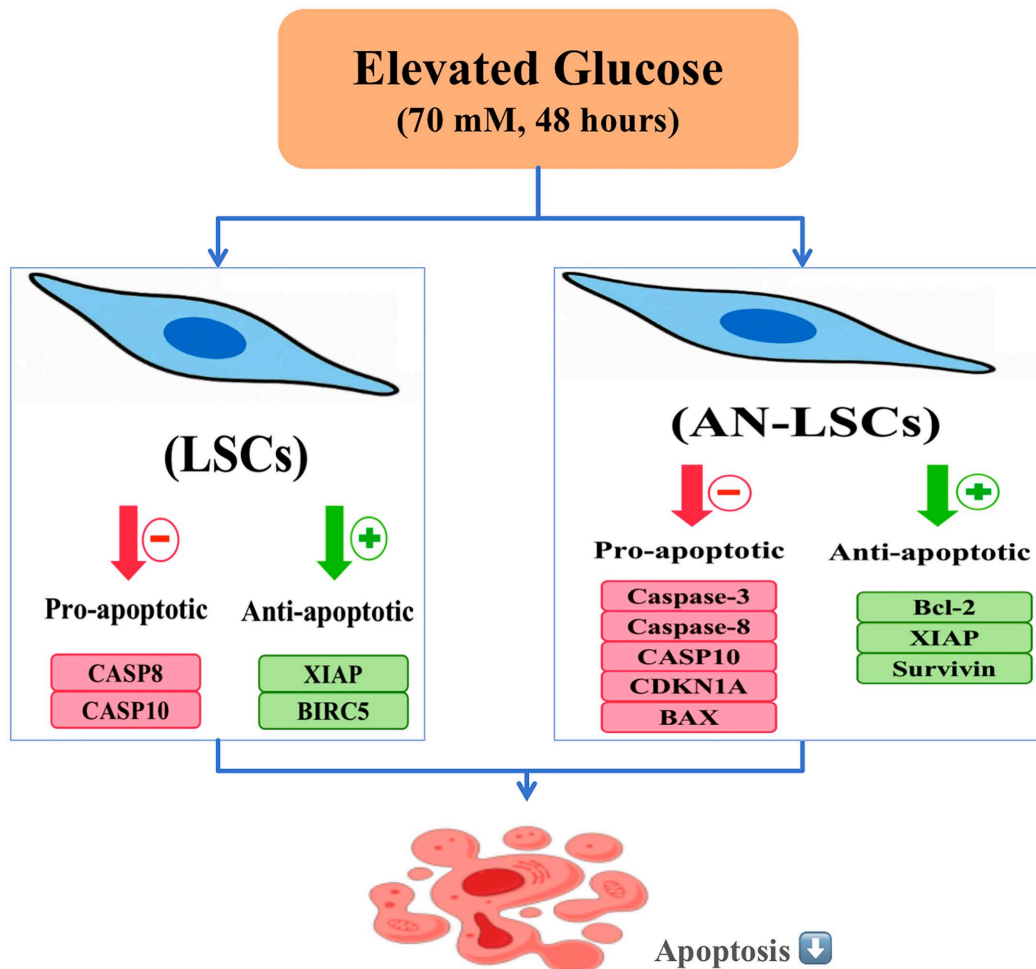 Elevated Glucose
(70 mM, 48 hours)
(LSCs)
Pro-apoptotic
CASP8
CASP10
Anti-apoptotic
XIAP
BIRC5
(AN-LSCs)
Pro-apoptotic
Caspase-3
Caspase-8
CASP10
CDKN1A
BAX
Anti-apoptotic
Bcl-2
XIAP
Survivin
Apoptosis ⬇️